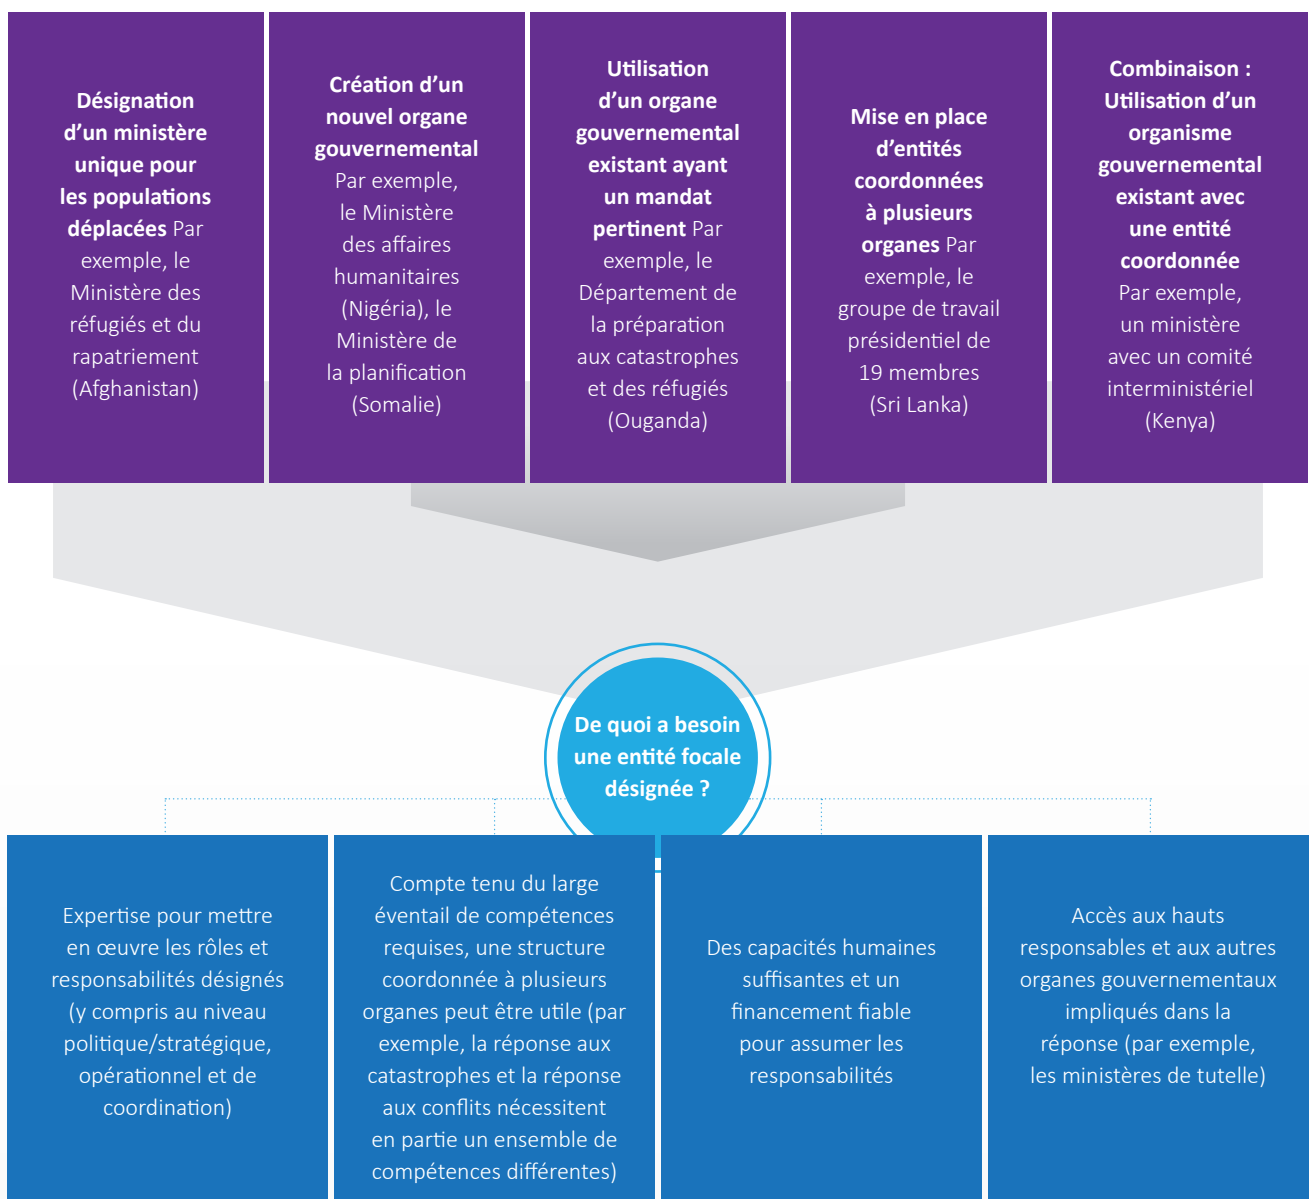 Désignation
d’un ministère
unique pour
les populations
déplacées Par
exemple, le
Ministère des
réfugiés et du
rapatriement
(Afghanistan)
Création d’un
nouvel organe
gouvernemental
Par exemple,
le Ministère
des affaires
humanitaires
(Nigéria), le
Ministère de
la planification
(Somalie)
Utilisation
d’un organe
gouvernemental
existant ayant
un mandat
pertinent Par
exemple, le
Département de
la préparation
aux catastrophes
et des réfugiés
(Ouganda)
Mise en place
d’entités
coordonnées
à plusieurs
organes Par
exemple, le
groupe de travail
présidentiel de
19 membres
(Sri Lanka)
Combinaison :
Utilisation d’un
organisme
gouvernemental
existant avec
une entité
coordonnée
Par exemple,
un ministère
avec un comité
interministériel
(Kenya)
De quoi a besoin
une entité focale
désignée ?
Expertise pour mettre
en œuvre les rôles et
responsabilités désignés
(y compris au niveau
politique/stratégique,
opérationnel et de
coordination)
Compte tenu du large
éventail de compétences
requises, une structure
coordonnée à plusieurs
organes peut être utile (par
exemple, la réponse aux
catastrophes et la réponse
aux conflits nécessitent
en partie un ensemble de
compétences différentes)
Des capacités humaines
suffisantes et un
financement fiable
pour assumer les
responsabilités
Accès aux hauts
responsables et aux autres
organes gouvernementaux
impliqués dans la
réponse (par exemple,
les ministères de tutelle)